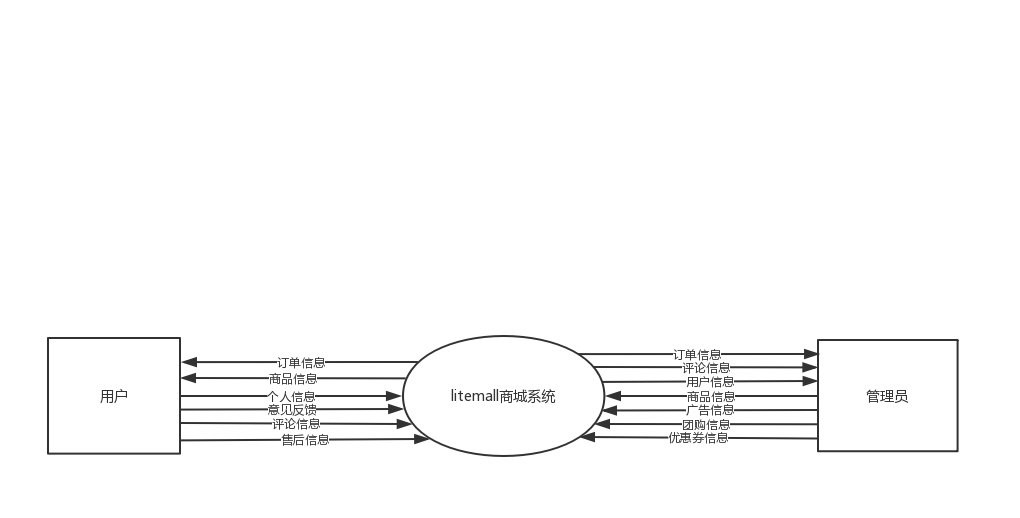 用户
订单信息
商品信息
个人信息
意见反馈
评论信息
售后信息
litemall商城系统
订单信息
评论信息
用户信息
商品信息
广告信息
团购信息
优惠券信息
管理员